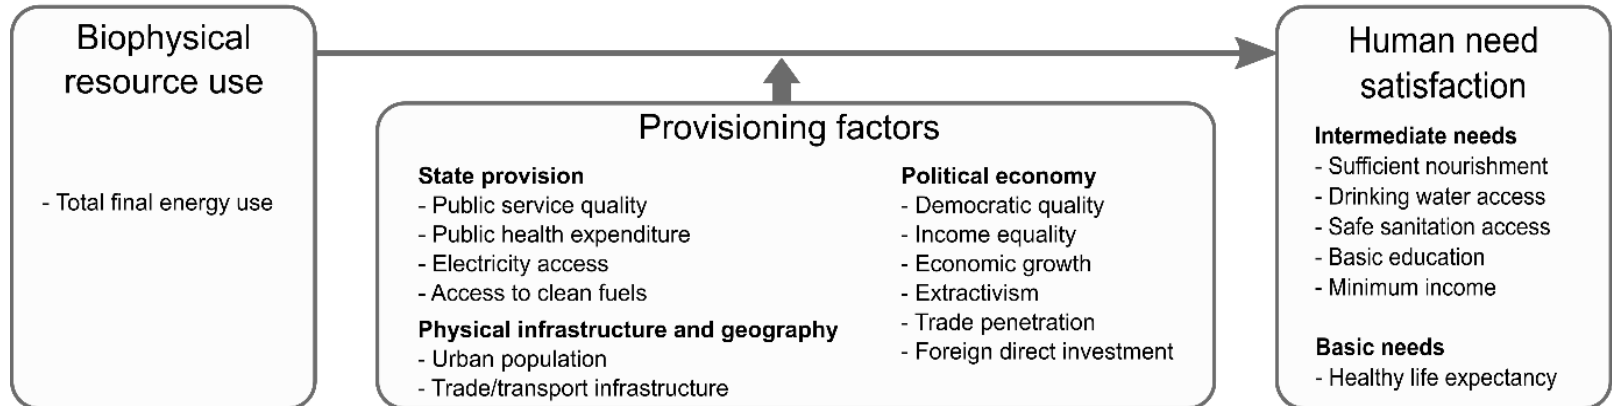 Biophysical
resource use
- Total final energy use
Provisioning factors
State provision
- Public service quality
- Public health expenditure
- Electricity access
- Access to clean fuels
Physical infrastructure and geography
- Urban population
- Trade/transport infrastructure
Political economy
- Democratic quality
- Income equality
- Economic growth
- Extractivism
- Trade penetration
- Foreign direct investment
Human need
satisfaction
Intermediate needs
- Sufficient nourishment
- Drinking water access
- Safe sanitation access
- Basic education
- Minimum income
Basic needs
- Healthy life expectancy